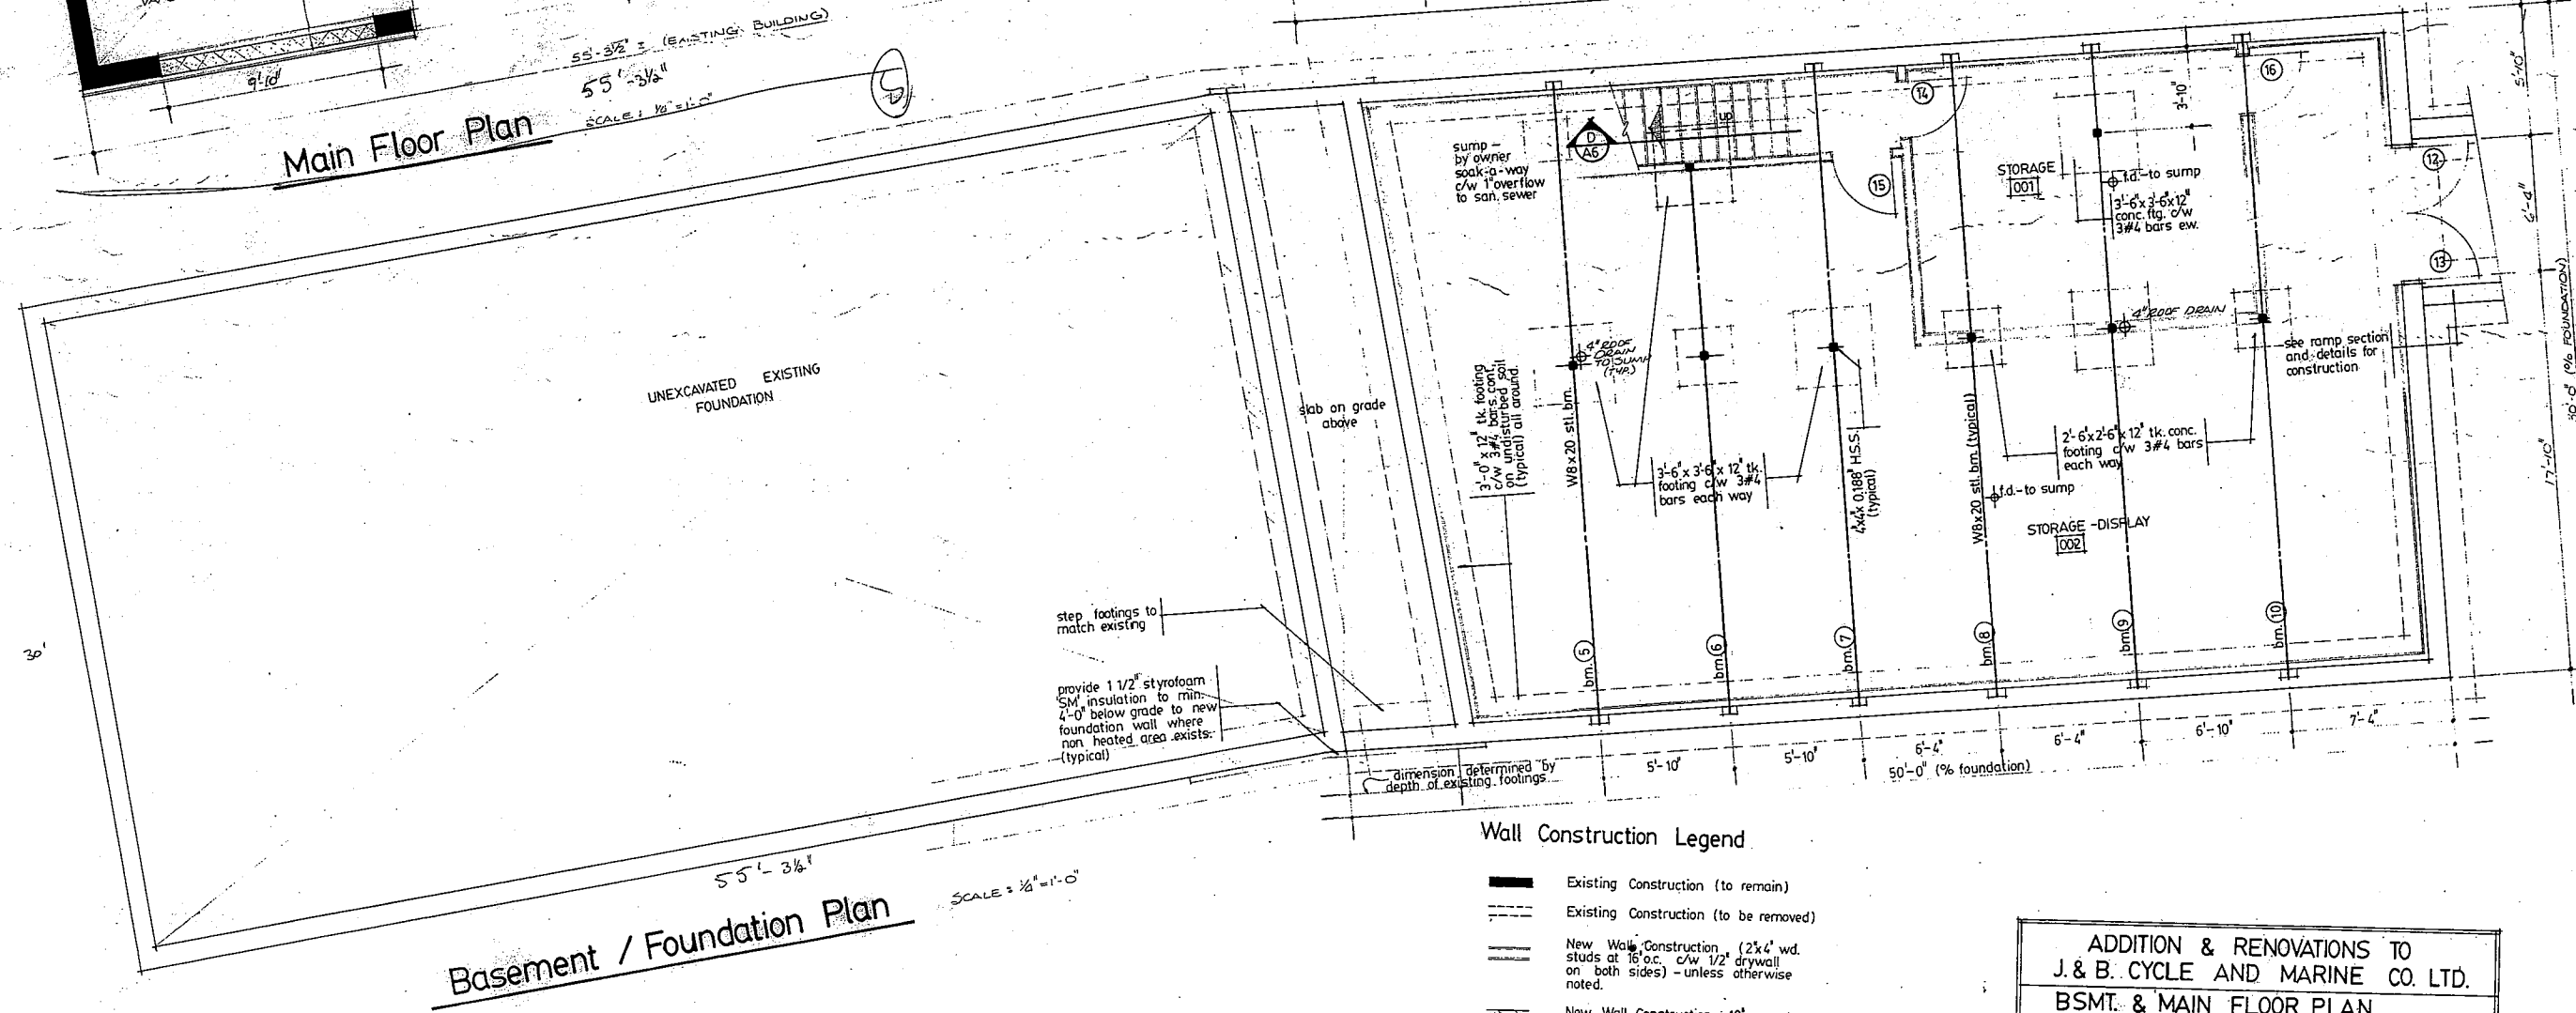 55'-3½" ± (EXISTING BUILDING)
55'-3½"
9'-10"
Main Floor Plan
SCALE: ¼"=1'-0"
5
sump -
by owner
soak-a-way
c/w 1" overflow
to san. sewer
D
A6
UP
14
15
16
12
13
3'-10"
5'-10"
6'-4"
17'-10"
30'-0" (% FOUNDATION)
STORAGE
001
f.d.-to sump
3'-6"x3'-6"x12"
conc. ftg. c/w
3#4 bars e.w.
4" ROOF DRAIN
4" ROOF
DRAIN
TO SUMP
(TYP.)
see ramp section
and details for
construction
UNEXCAVATED EXISTING
FOUNDATION
slab on grade
above
3'-0" x 12" tk. footing
c/w 3#4 bars cont.
on undisturbed soil
(typical) all around.
W8x20 stl. bm.
3'-6" x 3'-6" x 12" tk.
footing c/w 3#4
bars each way
4x4x 0.188" H.S.S.
(typical)
W8x20 stl. bm. (typical)
2'-6"x2'-6"x 12" tk. conc.
footing c/w 3#4 bars
each way
f.d.-to sump
STORAGE -DISPLAY
002
30'
step footings to
match existing
provide 1 1/2" styrofoam
'SM' insulation to min.
4'-0" below grade to new
foundation wall where
non heated area exists.
(typical)
bm. 5
bm. 6
bm. 7
bm. 8
bm. 9
bm. 10
5'-10"
5'-10"
6'-4"
6'-4"
6'-10"
7'-4"
50'-0" (% foundation)
dimension determined by
depth of existing footings
55'-3½"
Basement / Foundation Plan
SCALE: ¼"=1'-0"
Wall Construction Legend
Existing Construction (to remain)
Existing Construction (to be removed)
New Wall Construction (2"x4" wd.
studs at 16" o.c. c/w 1/2" drywall
on both sides) - unless otherwise
noted.
New Wall Construction
ADDITION & RENOVATIONS TO
J. & B. CYCLE AND MARINE CO. LTD.
BSMT. & MAIN FLOOR PLAN